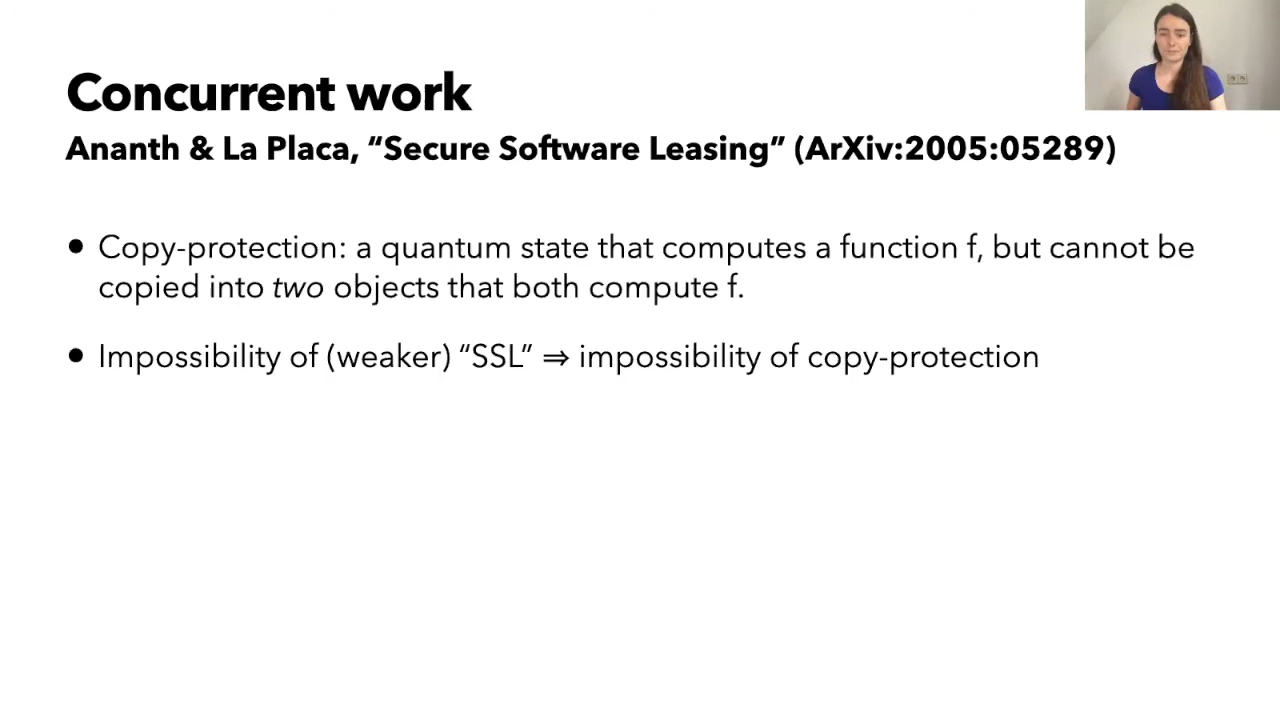 Concurrent work
Ananth & La Placa, “Secure Software Leasing” (ArXiv:2005:05289)
• Copy-protection: a quantum state that computes a function f, but cannot be
copied into two objects that both compute f.
• Impossibility of (weaker) “SSL” ⇒ impossibility of copy-protection